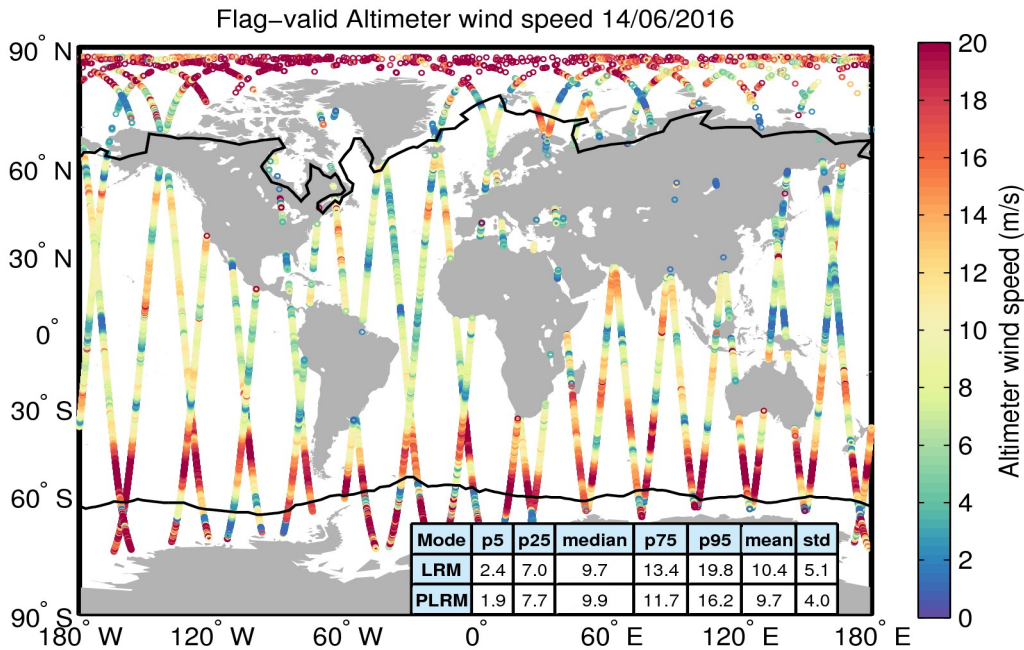 Flag−valid Altimeter wind speed 14/06/2016
90° N
60° N
30° N
0°
30° S
60° S
90° S
180° W
120° W
60° W
0°
60° E
120° E
180° E
Mode p5 p25 median p75 p95 mean std
LRM 2.4 7.0 9.7 13.4 19.8 10.4 5.1
PLRM 1.9 7.7 9.9 11.7 16.2 9.7 4.0
20
18
16
14
12
10
8
6
4
2
0
Altimeter wind speed (m/s)